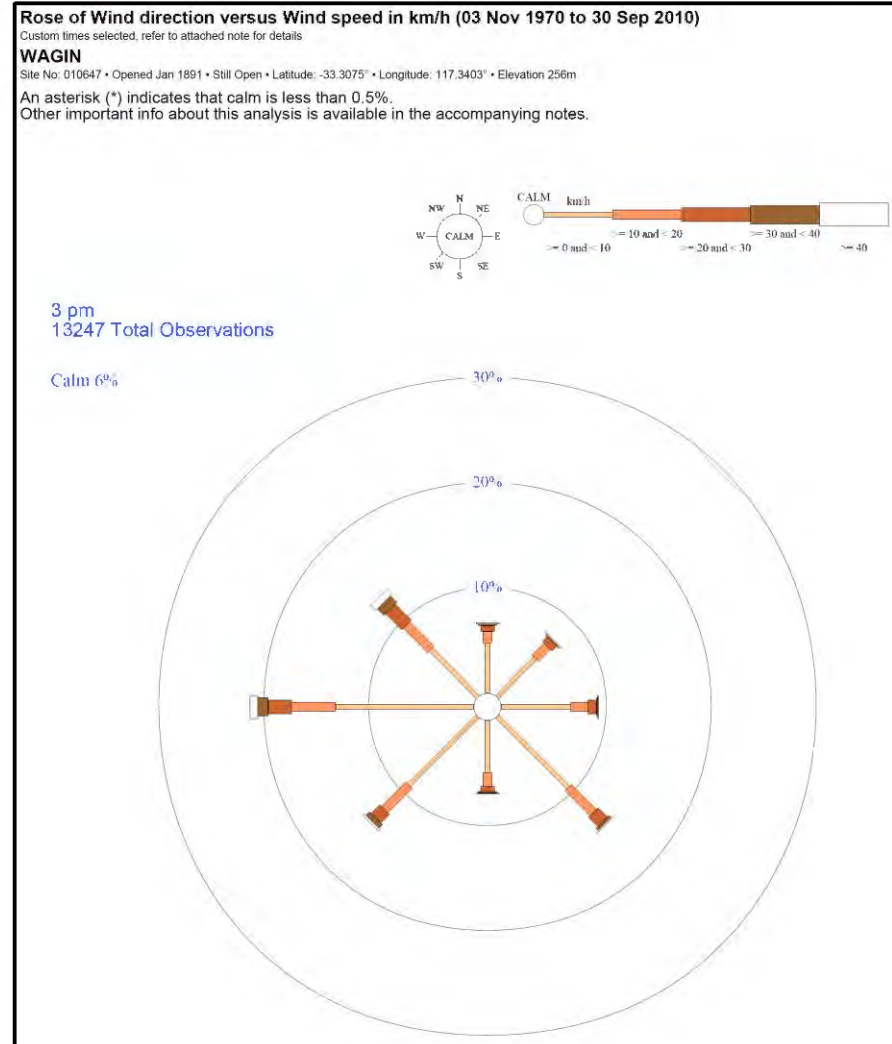 Rose of Wind direction versus Wind speed in km/h (03 Nov 1970 to 30 Sep 2010)
Custom times selected, refer to attached note for details
WAGIN
Site No: 010647 • Opened Jan 1891 • Still Open • Latitude: -33.3075° • Longitude: 117.3403° • Elevation 256m
An asterisk (*) indicates that calm is less than 0.5%.
Other important info about this analysis is available in the accompanying notes.
N
NW NE
W CALM E
SW SE
S
CALM km/h
>= 10 and < 20 >= 30 and < 40
>= 0 and < 10 >= 20 and < 30 >= 40
3 pm
13247 Total Observations
Calm 6%
30%
20%
10%